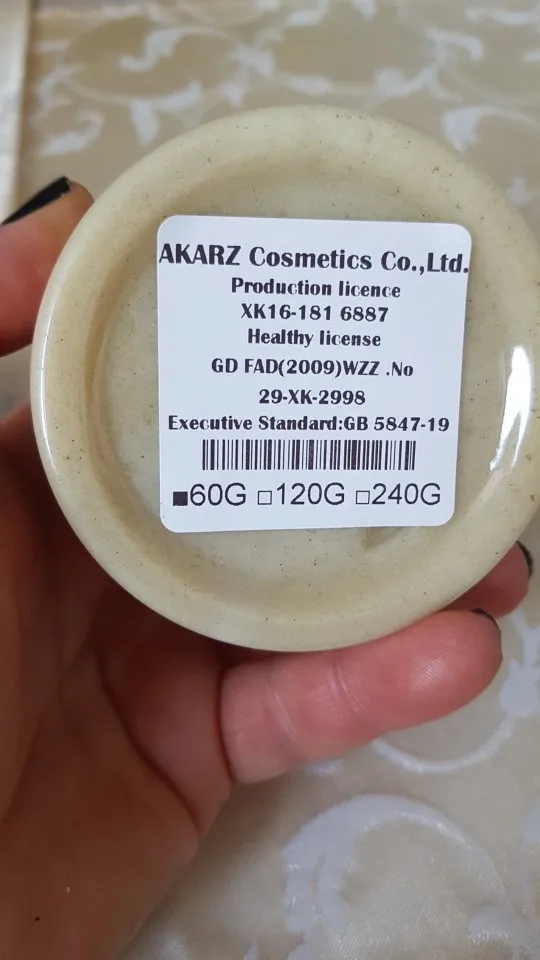 AKARZ Cosmetics Co.,Ltd.
Production licence
XK16-181 6887
Healthy license
GD FAD(2009)WZZ .No
29-XK-2998
Executive Standard:GB 5847-19
■60G □120G □240G